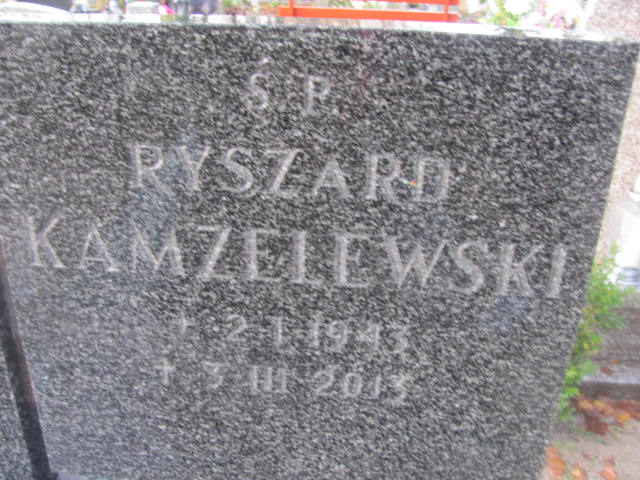 Ś. P.
RYSZARD
KAMZELEWSKI
* 2 I 1943
† 3 III 2013